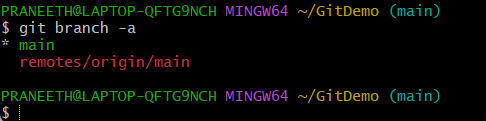 PRANEETH@LAPTOP-QFTG9NCH MINGW64 ~/GitDemo (main)
$ git branch -a
* main
  remotes/origin/main

PRANEETH@LAPTOP-QFTG9NCH MINGW64 ~/GitDemo (main)
$